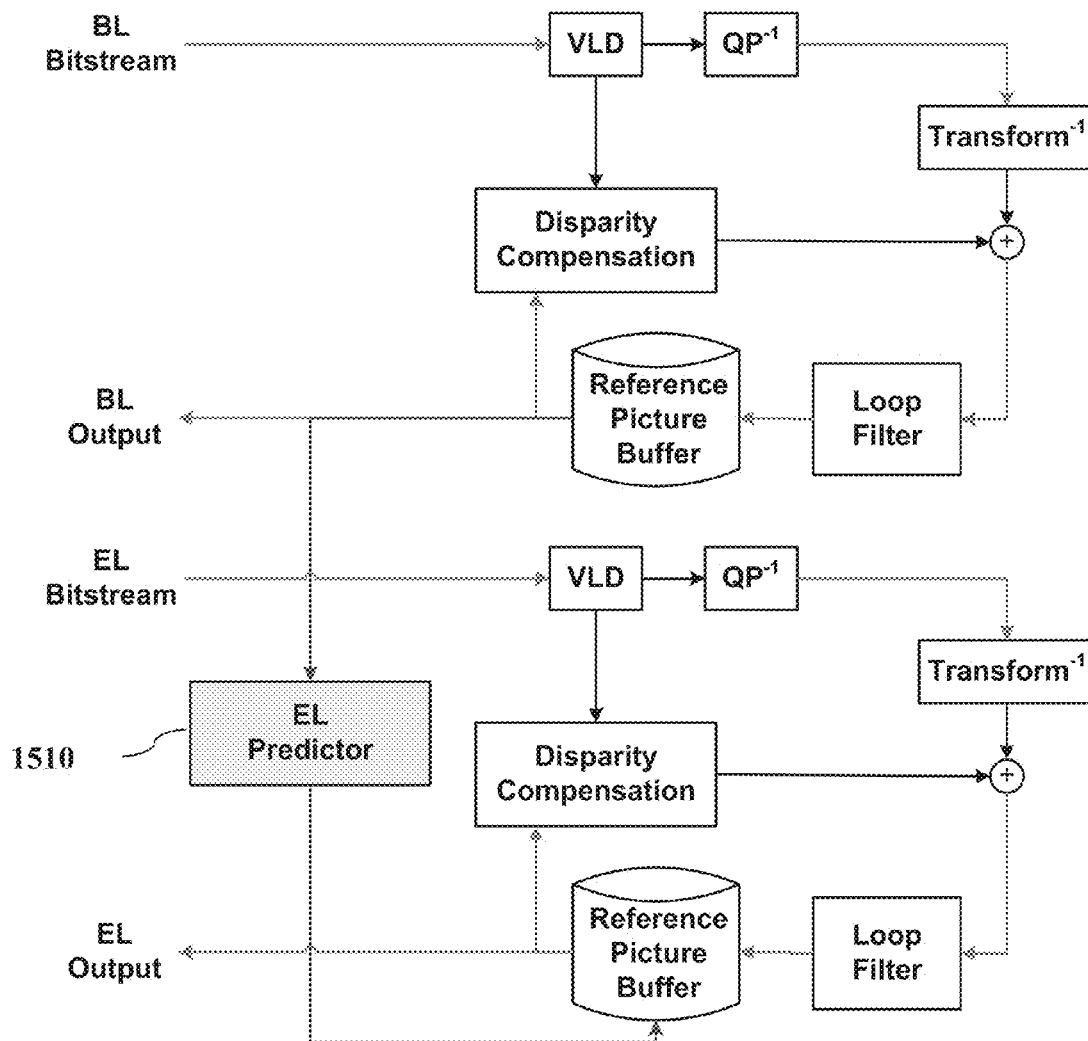 BL
Bitstream
VLD
QP-1
Transform-1
Disparity
Compensation
+
BL
Output
Reference
Picture
Buffer
Loop
Filter
EL
Bitstream
VLD
QP-1
Transform-1
EL
Predictor
1510
Disparity
Compensation
+
EL
Output
Reference
Picture
Buffer
Loop
Filter